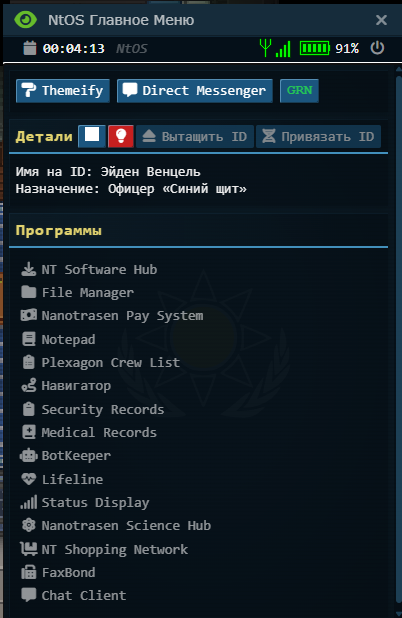 NtOS Главное Меню
00:04:13 NtOS 91%
Themeify Direct Messenger GRN
Детали Вытащить ID Привязать ID
Имя на ID: Эйден Венцель
Назначение: Офицер «Синий щит»
Программы
NT Software Hub
File Manager
Nanotrasen Pay System
Notepad
Plexagon Crew List
Навигатор
Security Records
Medical Records
BotKeeper
Lifeline
Status Display
Nanotrasen Science Hub
NT Shopping Network
FaxBond
Chat Client